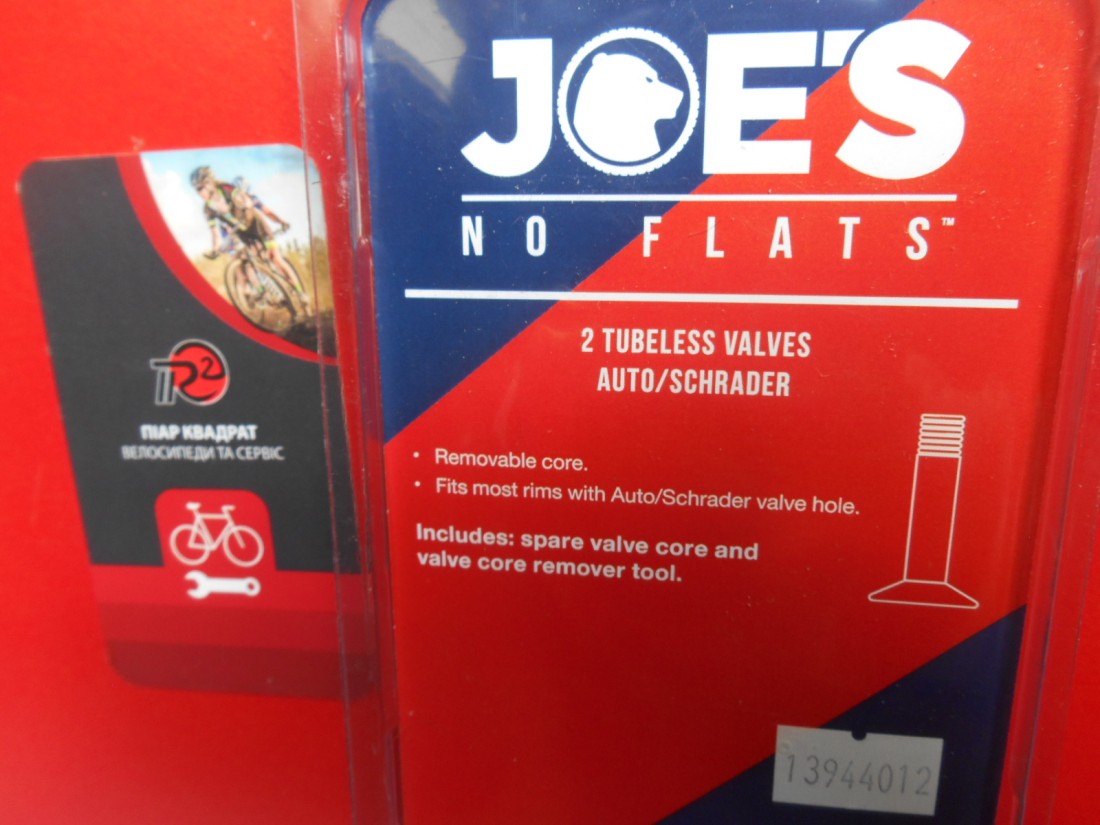 JOE'S
NO FLATS™
2 TUBELESS VALVES
AUTO/SCHRADER
• Removable core.
• Fits most rims with Auto/Schrader valve hole.
Includes: spare valve core and
valve core remover tool.
13944012
ПR2
ПІАР КВАДРАТ
ВЕЛОСИПЕДИ ТА СЕРВІС